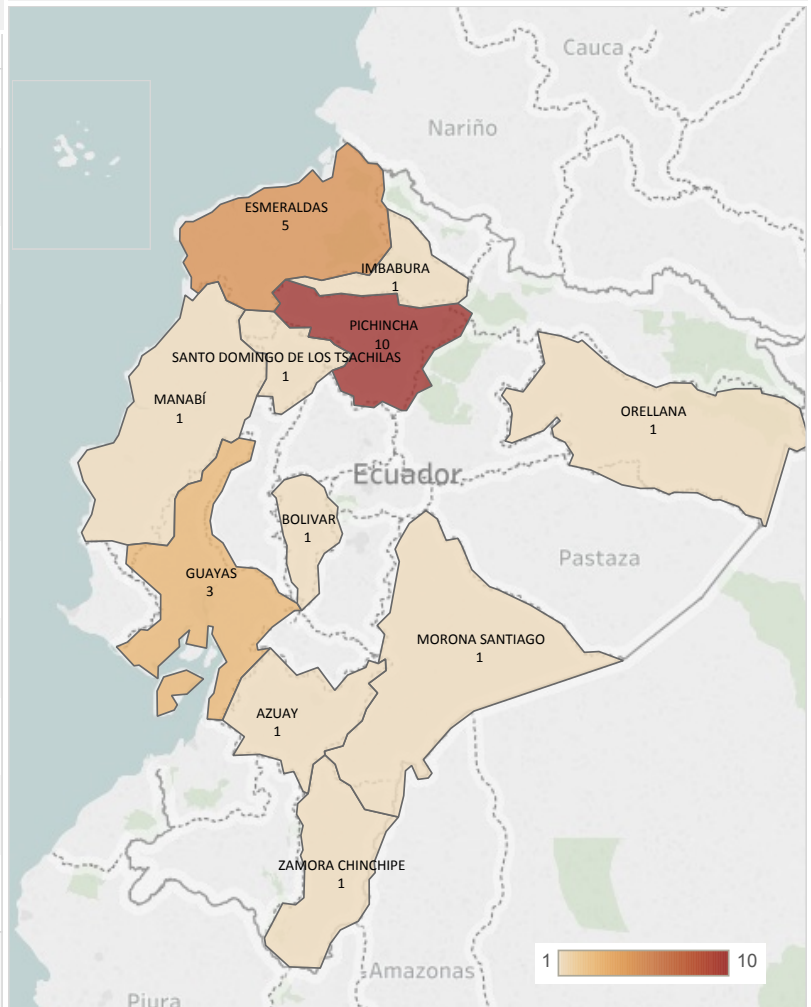 Cauca
Nariño
ESMERALDAS
5
IMBABURA
1
PICHINCHA
10
SANTO DOMINGO DE LOS TSACHILAS
1
MANABÍ
1
ORELLANA
1
Ecuador
BOLIVAR
1
Pastaza
GUAYAS
3
MORONA SANTIAGO
1
AZUAY
1
ZAMORA CHINCHIPE
1
1 10
Amazonas
Piura